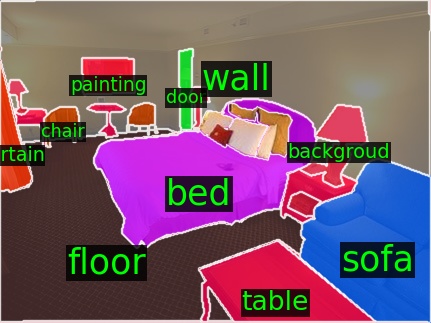 wall
painting
door
chair
rtain
backgroud
bed
floor
sofa
table